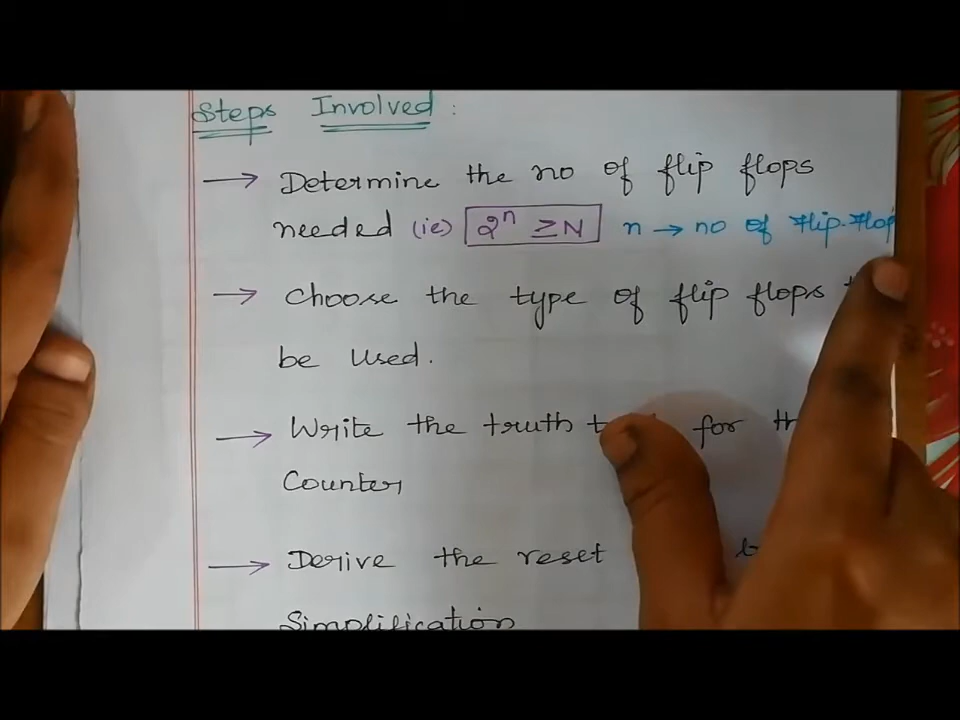 Steps Involved :
→ Determine the no of flip flops
needed (ie) 2ⁿ ≥ N n → no of Flip-Flop
→ Choose the type of flip flops
be used.
→ Write the truth for
Counter
→ Derive the reset
Simplification